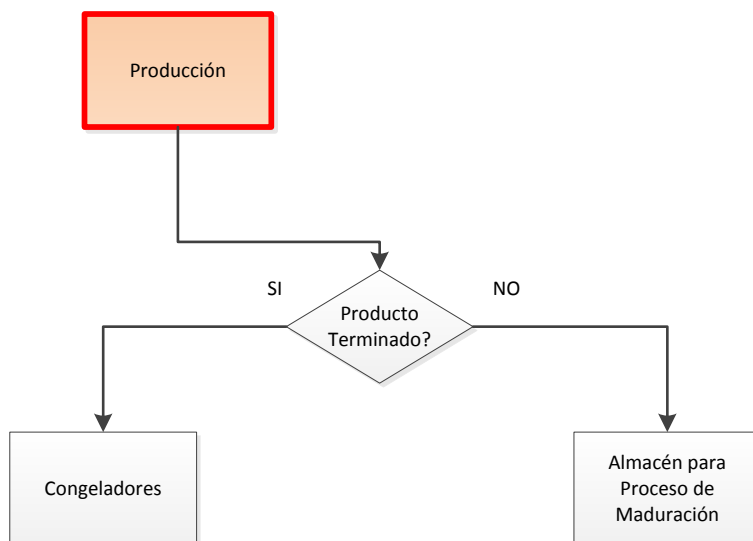 Producción
SI
NO
Producto
Terminado?
Congeladores
Almacén para
Proceso de
Maduración